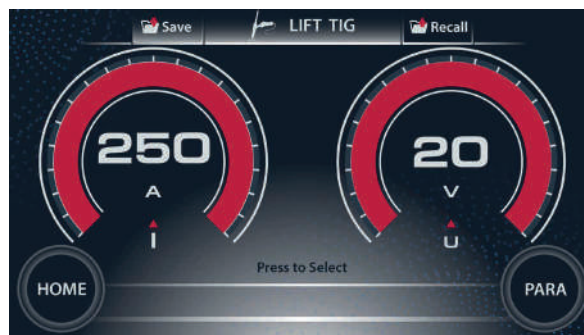 Save LIFT TIG Recall
250 20
A V
I U
Press to Select
HOME PARA